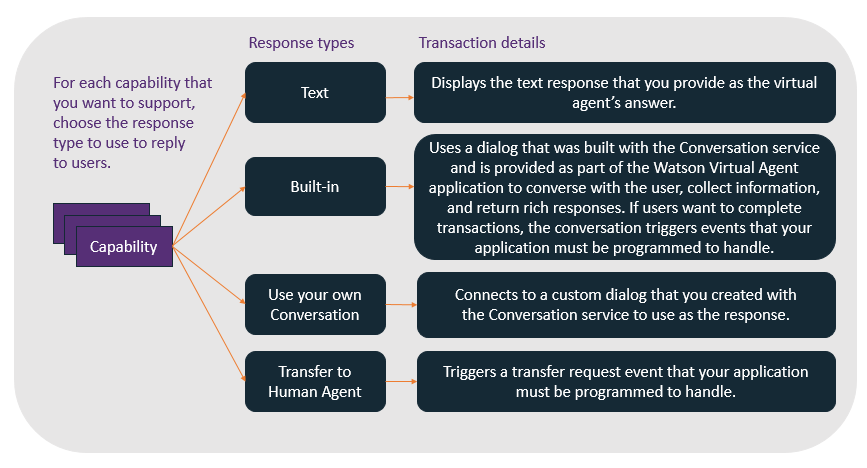 Response types
Transaction details
For each capability that
you want to support,
choose the response
type to use to reply
to users.
Capability
Text
Displays the text response that you provide as the virtual
agent’s answer.
Built-in
Uses a dialog that was built with the Conversation service
and is provided as part of the Watson Virtual Agent
application to converse with the user, collect information,
and return rich responses. If users want to complete
transactions, the conversation triggers events that your
application must be programmed to handle.
Use your own
Conversation
Connects to a custom dialog that you created with
the Conversation service to use as the response.
Transfer to
Human Agent
Triggers a transfer request event that your application
must be programmed to handle.